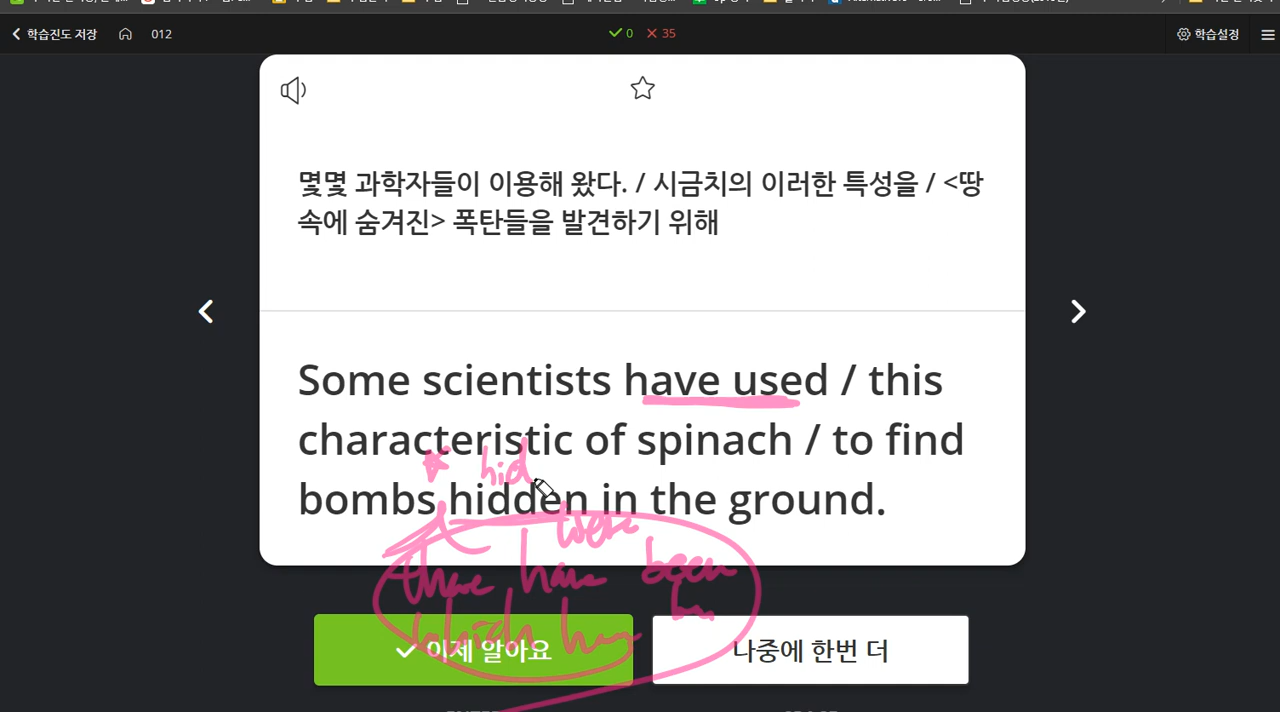 학습진도 저장
012
0
35
학습설정
몇몇 과학자들이 이용해 왔다. / 시금치의 이러한 특성을 / <땅
속에 숨겨진> 폭탄들을 발견하기 위해
Some scientists have used / this
characteristic of spinach / to find
hid
bombs hidden in the ground.
were
have been
which
이제 알아요
나중에 한번 더